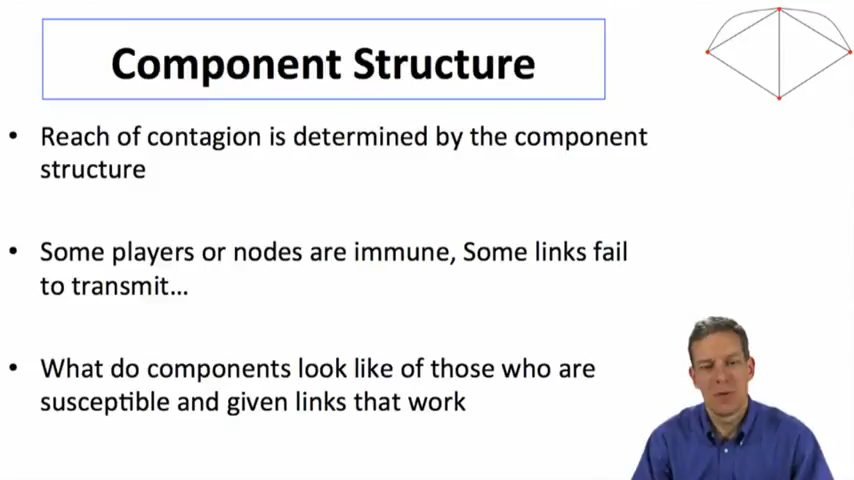 Component Structure
• Reach of contagion is determined by the component
structure
• Some players or nodes are immune, Some links fail
to transmit…
• What do components look like of those who are
susceptible and given links that work